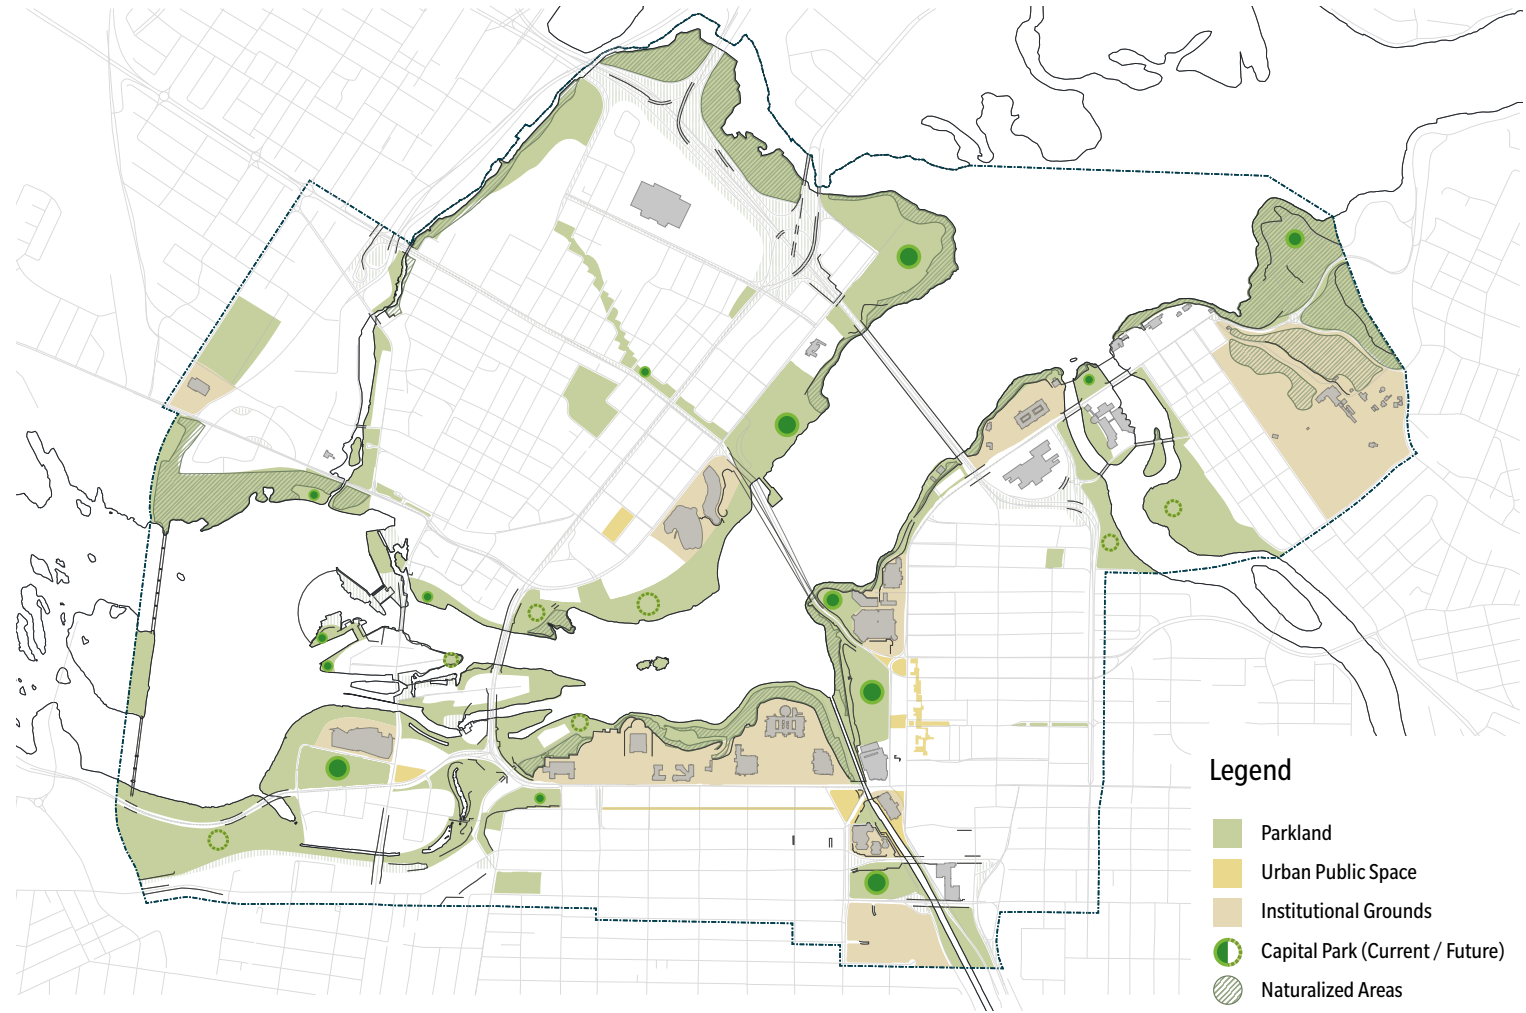 Legend
Parkland
Urban Public Space
Institutional Grounds
Capital Park (Current / Future)
Naturalized Areas